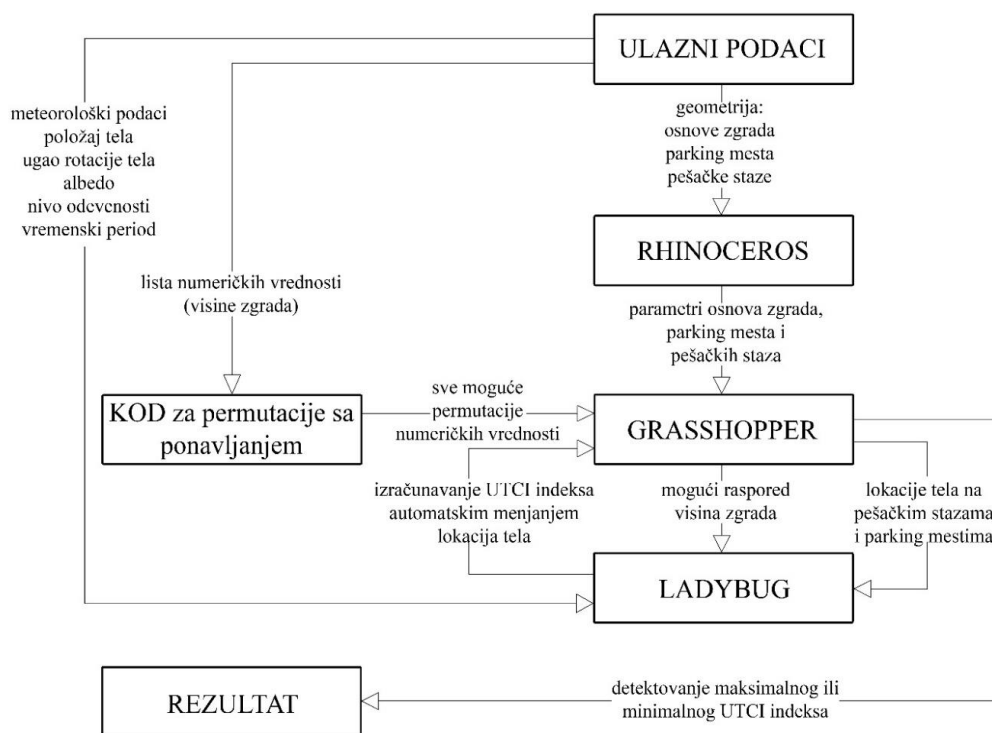 ULAZNI PODACI
meteorološki podaci
položaj tela
ugao rotacije tela
albedo
nivo odevenosti
vremenski period
geometrija:
osnove zgrada
parking mesta
pešačke staze
RHINOCEROS
lista numeričkih vrednosti
(visine zgrada)
parametri osnova zgrada,
parking mesta i
pešačkih staza
KOD za permutacije sa
ponavljanjem
sve moguće
permutacije
numeričkih vrednosti
GRASSHOPPER
izračunavanje UTCI indeksa
automatskim menjanjem
lokacija tela
mogući raspored
visina zgrada
lokacije tela na
pešačkim stazama
i parking mestima
LADYBUG
REZULTAT
detektovanje maksimalnog ili
minimalnog UTCI indeksa